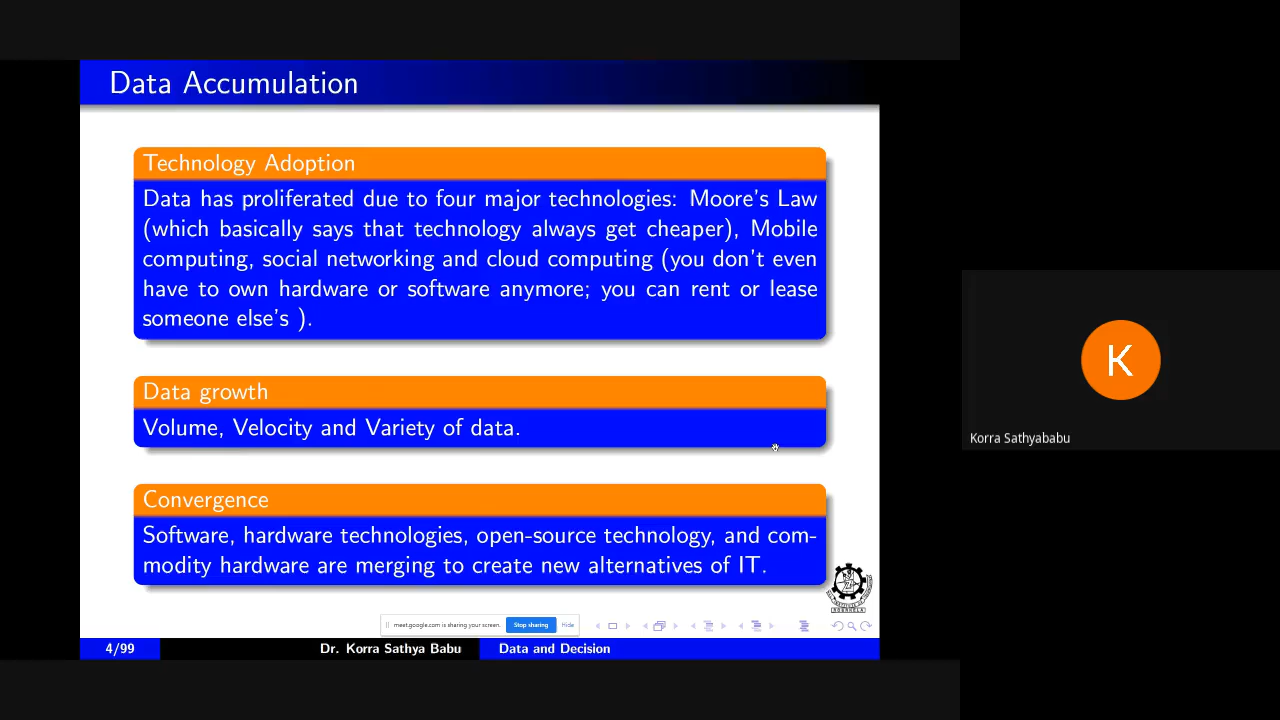 Data Accumulation
Technology Adoption
Data has proliferated due to four major technologies: Moore's Law
(which basically says that technology always get cheaper), Mobile
computing, social networking and cloud computing (you don't even
have to own hardware or software anymore; you can rent or lease
someone else's ).
Data growth
Volume, Velocity and Variety of data.
Convergence
Software, hardware technologies, open-source technology, and com-
modity hardware are merging to create new alternatives of IT.
meet.google.com is sharing your screen. Stop sharing Hide
4/99 Dr. Korra Sathya Babu Data and Decision
K
Korra Sathyababu